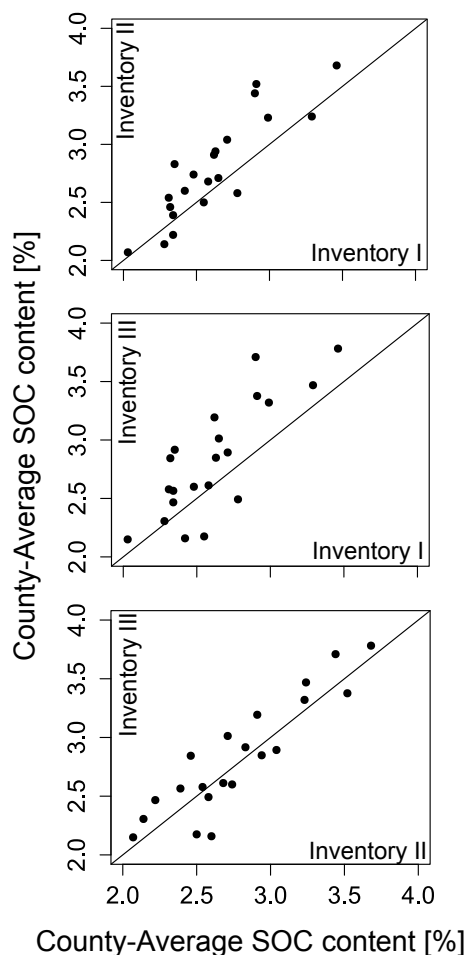 County-Average SOC content [%]
4.0
3.5
3.0
2.5
2.0
Inventory II
Inventory I
4.0
3.5
3.0
2.5
2.0
Inventory III
Inventory I
4.0
3.5
3.0
2.5
2.0
Inventory III
Inventory II
2.0 2.5 3.0 3.5 4.0
County-Average SOC content [%]